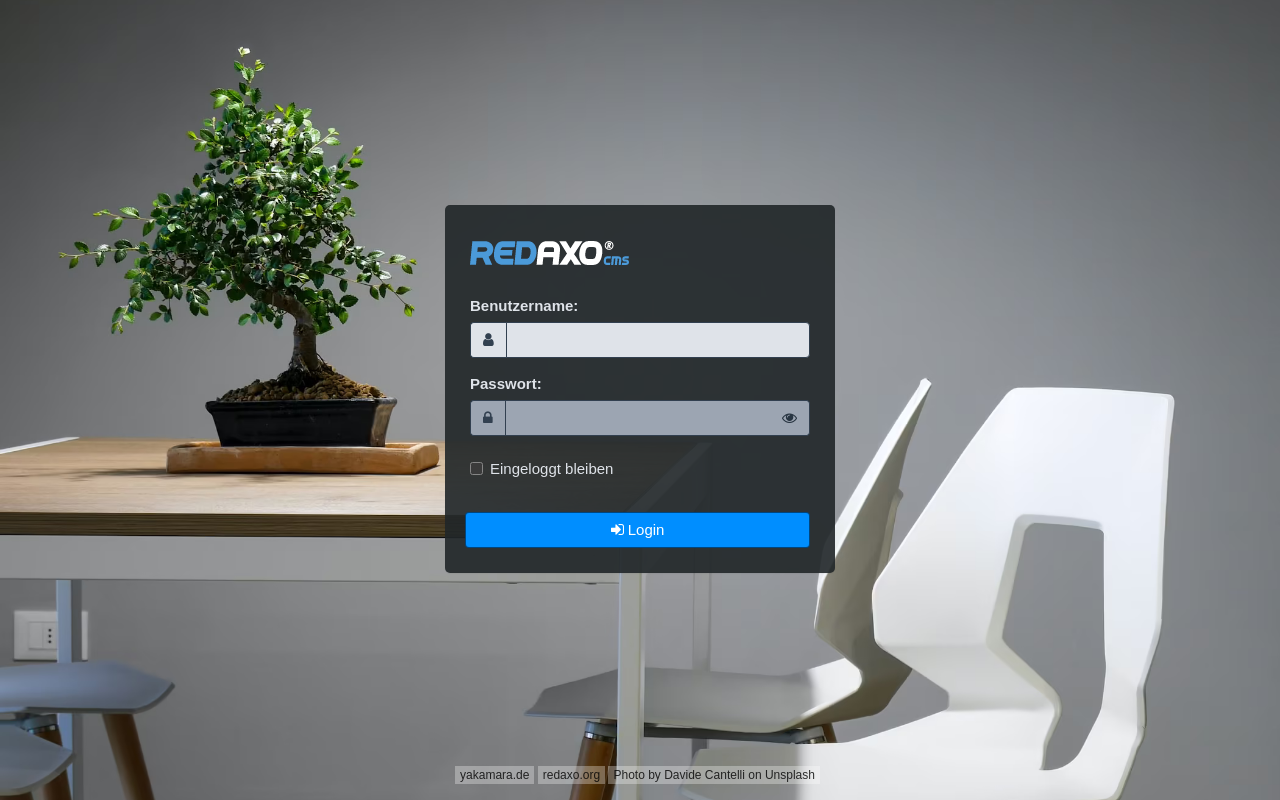 REDAXO® cms
Benutzername:
Passwort:
Eingeloggt bleiben
Login
yakamara.de redaxo.org Photo by Davide Cantelli on Unsplash